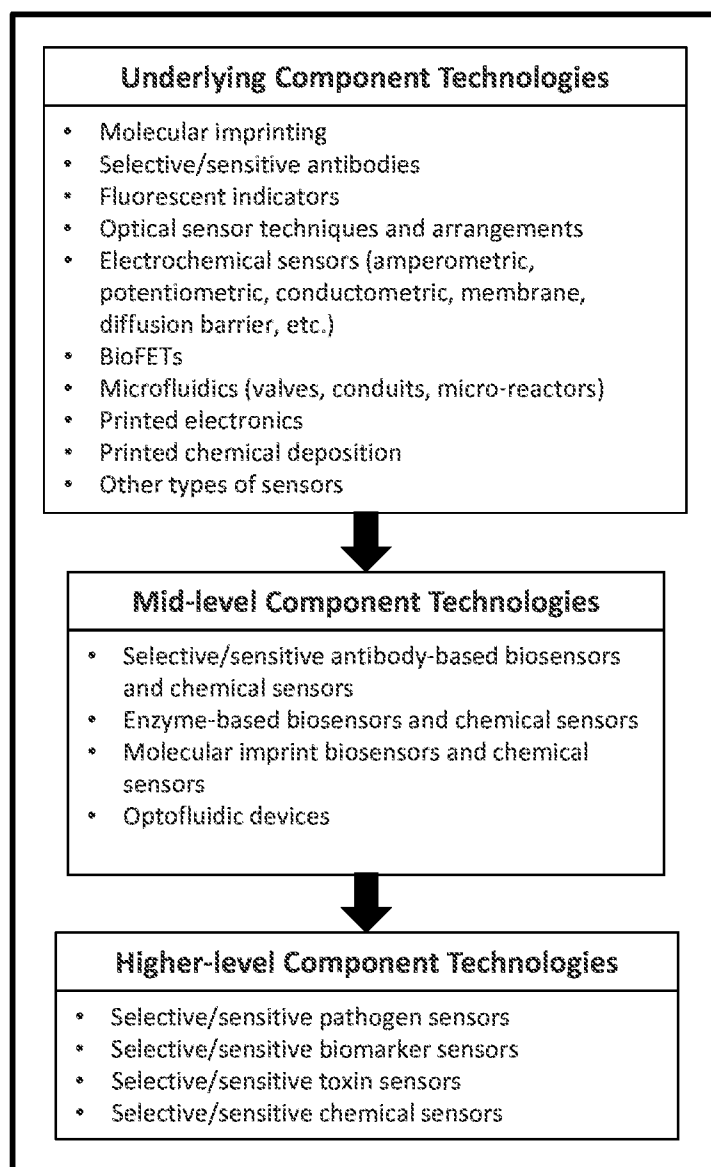 Underlying Component Technologies
• Molecular imprinting
• Selective/sensitive antibodies
• Fluorescent indicators
• Optical sensor techniques and arrangements
• Electrochemical sensors (amperometric,
potentiometric, conductometric, membrane,
diffusion barrier, etc.)
• BioFETs
• Microfluidics (valves, conduits, micro-reactors)
• Printed electronics
• Printed chemical deposition
• Other types of sensors
Mid-level Component Technologies
• Selective/sensitive antibody-based biosensors
and chemical sensors
• Enzyme-based biosensors and chemical sensors
• Molecular imprint biosensors and chemical
sensors
• Optofluidic devices
Higher-level Component Technologies
• Selective/sensitive pathogen sensors
• Selective/sensitive biomarker sensors
• Selective/sensitive toxin sensors
• Selective/sensitive chemical sensors